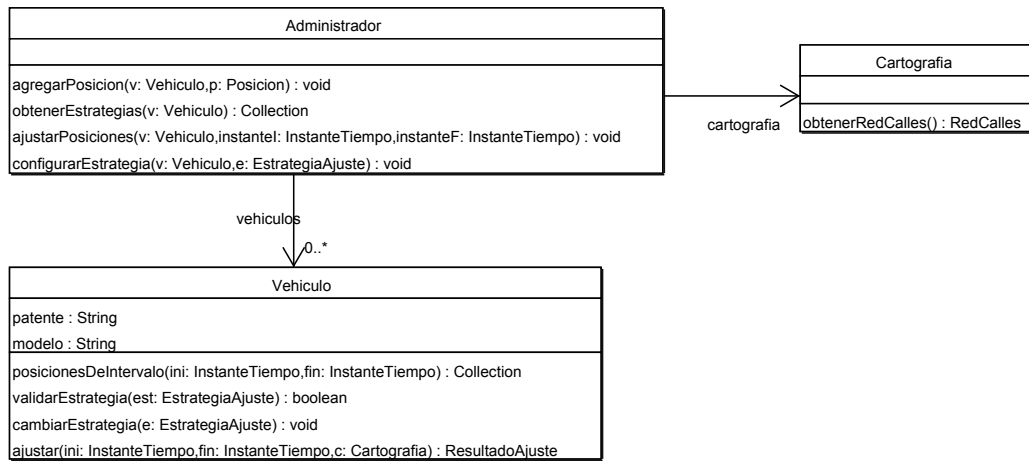 Administrador
agregarPosicion(v: Vehiculo,p: Posicion) : void
obtenerEstrategias(v: Vehiculo) : Collection
ajustarPosiciones(v: Vehiculo,instanteI: InstanteTiempo,instanteF: InstanteTiempo) : void
configurarEstrategia(v: Vehiculo,e: EstrategiaAjuste) : void
Cartografia
obtenerRedCalles() : RedCalles
cartografia
vehiculos
0..*
Vehiculo
patente : String
modelo : String
posicionesDeIntervalo(ini: InstanteTiempo,fin: InstanteTiempo) : Collection
validarEstrategia(est: EstrategiaAjuste) : boolean
cambiarEstrategia(e: EstrategiaAjuste) : void
ajustar(ini: InstanteTiempo,fin: InstanteTiempo,c: Cartografia) : ResultadoAjuste